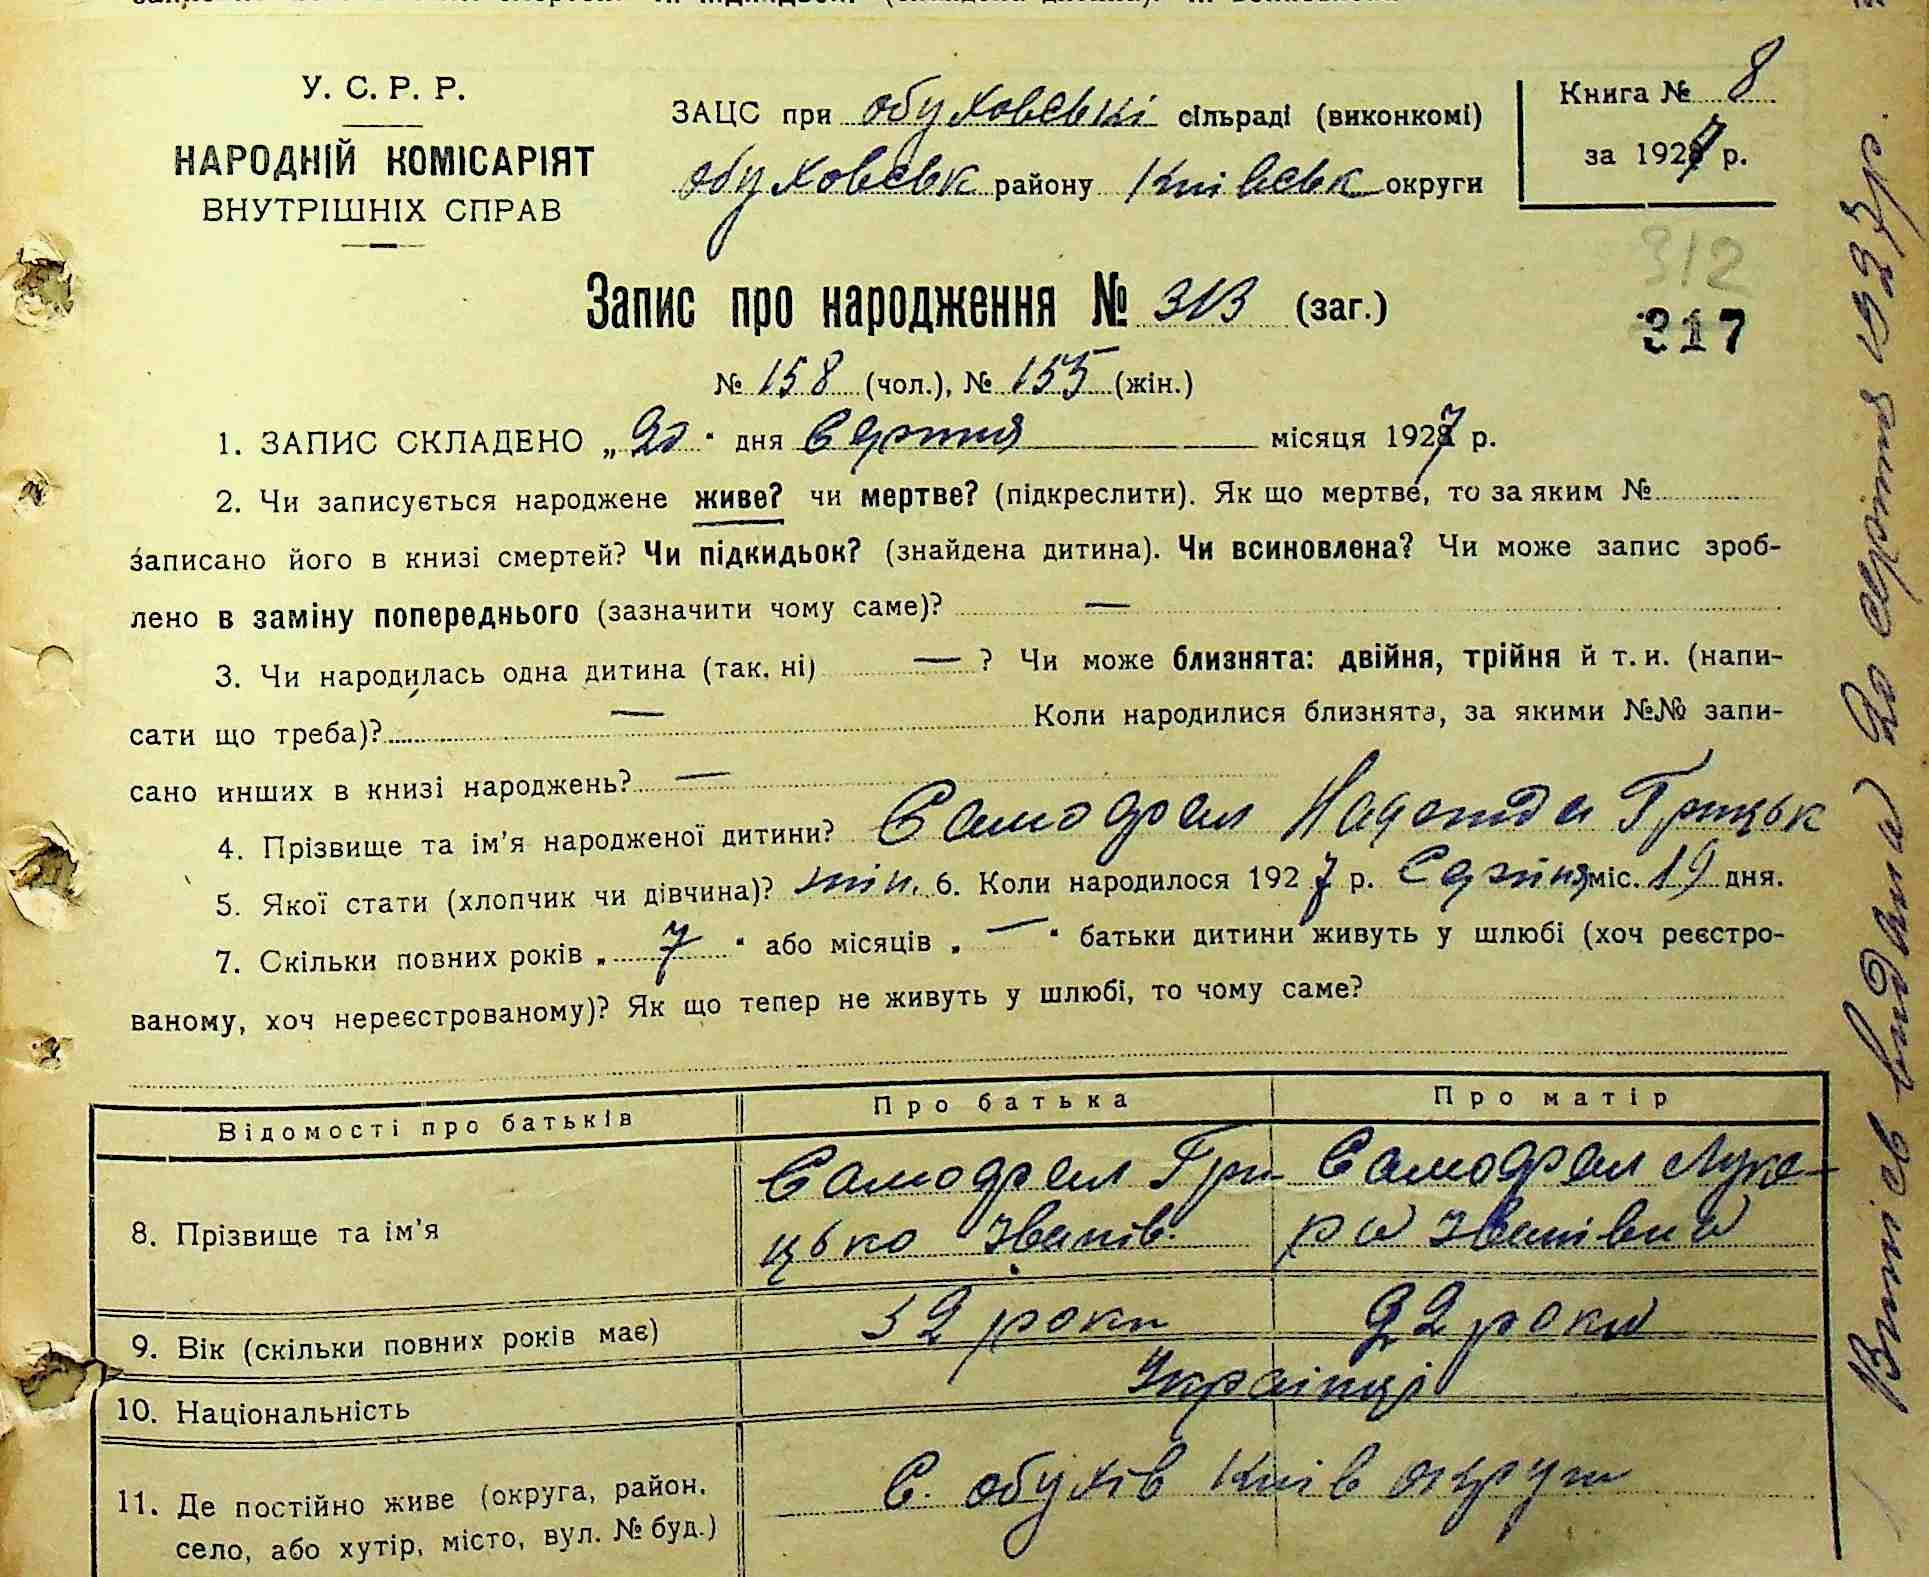 У. С. Р. Р.
НАРОДНІЙ КОМІСАРІЯТ
ВНУТРІШНІХ СПРАВ
ЗАЦС при Обуховській сільраді (виконкомі)
Обуховськ району Київськ округи
Книга № 8
за 1927 р.
Запис про народження № 313 (заг.)
312
317
№ 158 (чол.), № 155 (жін.)
1. ЗАПИС СКЛАДЕНО „ 20 " дня Серпня місяця 1927 р.
2. Чи записується народжене живе? чи мертве? (підкреслити). Як що мертве, то за яким №
записано його в книзі смертей? Чи підкидьок? (знайдена дитина). Чи всиновлена? Чи може запис зроб-
лено в заміну попереднього (зазначити чому саме)? —
3. Чи народилась одна дитина (так, ні) — ? Чи може близнята: двійня, трійня й т. и. (напи-
сати що треба)? — Коли народилися близнята, за якими №№ запи-
сано инших в книзі народжень? —
4. Прізвище та ім'я народженої дитини? Самодрал Надежда Грицьк
5. Якої стати (хлопчик чи дівчина)? жін. 6. Коли народилося 1927 р. Серпня міс. 19 дня.
7. Скільки повних років „ 7 " або місяців „ — " батьки дитини живуть у шлюбі (хоч реєстро-
ваному, хоч нереєстрованому)? Як що тепер не живуть у шлюбі, то чому саме?
Відомості про батьків Про батька Про матір
8. Прізвище та ім'я Самодрал Гри- Самодрал Луке-
цько Іванів. ра Іванівна
9. Вік (скільки повних років має) 32 роки 22 роки
10. Національність Українці
11. Де постійно живе (округа, район, С. Обухів Київ округи
село, або хутір, місто, вул. № буд.)
серпня 1927 р.